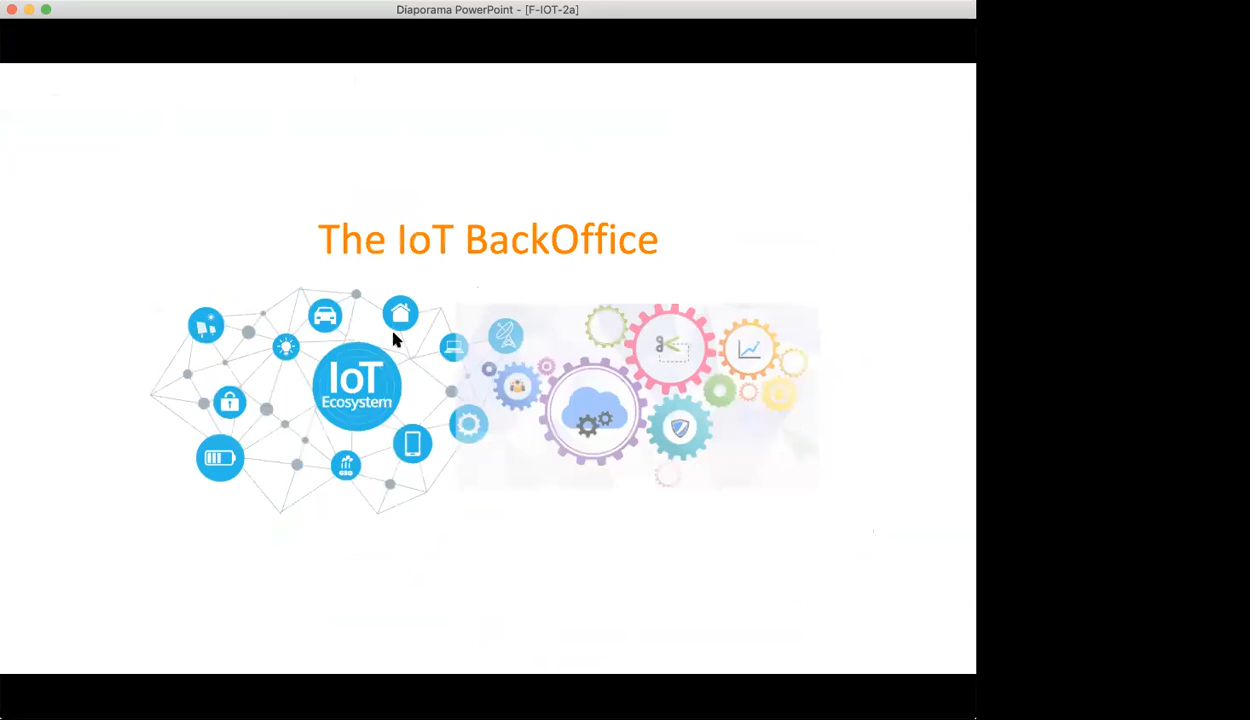 Diaporama PowerPoint - [F-IOT-2a]
The IoT BackOffice
IoT
Ecosystem